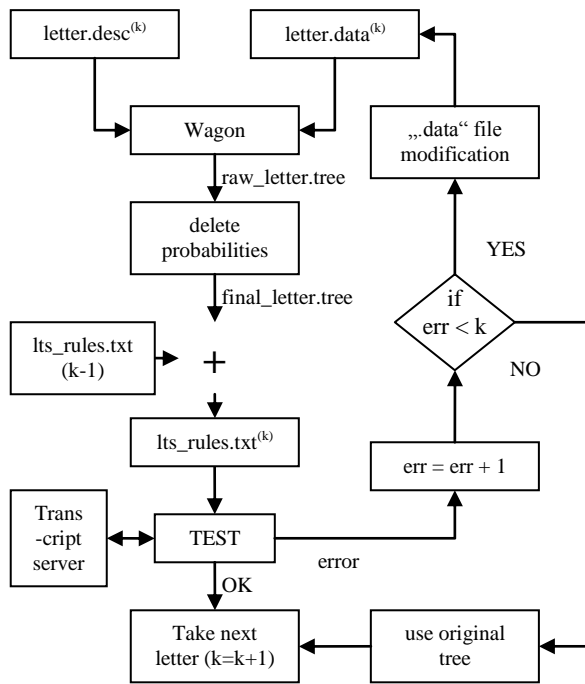 letter.desc(k)
letter.data(k)
Wagon
„.data“ file
modification
raw_letter.tree
delete
probabilities
YES
final_letter.tree
if
err < k
lts_rules.txt
(k-1)
+
NO
lts_rules.txt(k)
err = err + 1
Trans
-cript
server
TEST
error
OK
Take next
letter (k=k+1)
use original
tree